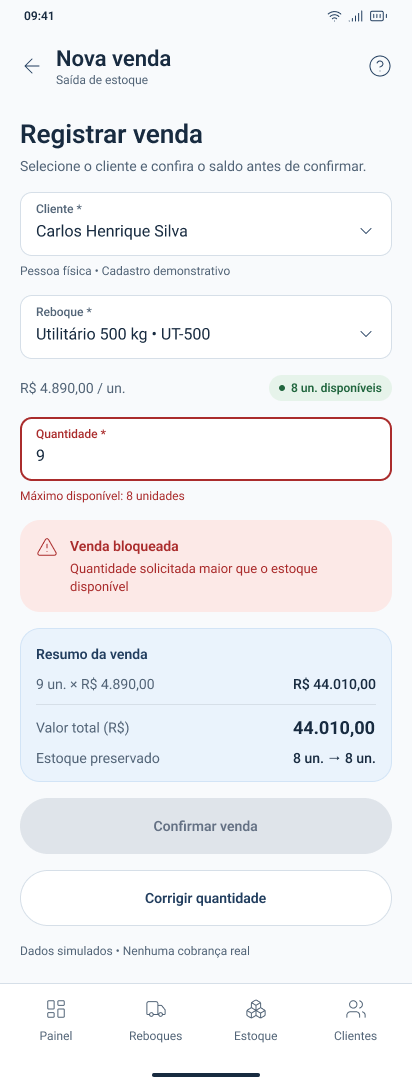 09:41
Nova venda
Saída de estoque
Registrar venda
Selecione o cliente e confira o saldo antes de confirmar.
Cliente *
Carlos Henrique Silva
Pessoa física • Cadastro demonstrativo
Reboque *
Utilitário 500 kg • UT-500
R$ 4.890,00 / un.
8 un. disponíveis
Quantidade *
9
Máximo disponível: 8 unidades
Venda bloqueada
Quantidade solicitada maior que o estoque
disponível
Resumo da venda
9 un. × R$ 4.890,00 R$ 44.010,00
Valor total (R$) 44.010,00
Estoque preservado 8 un. → 8 un.
Confirmar venda
Corrigir quantidade
Dados simulados • Nenhuma cobrança real
Painel Reboques Estoque Clientes